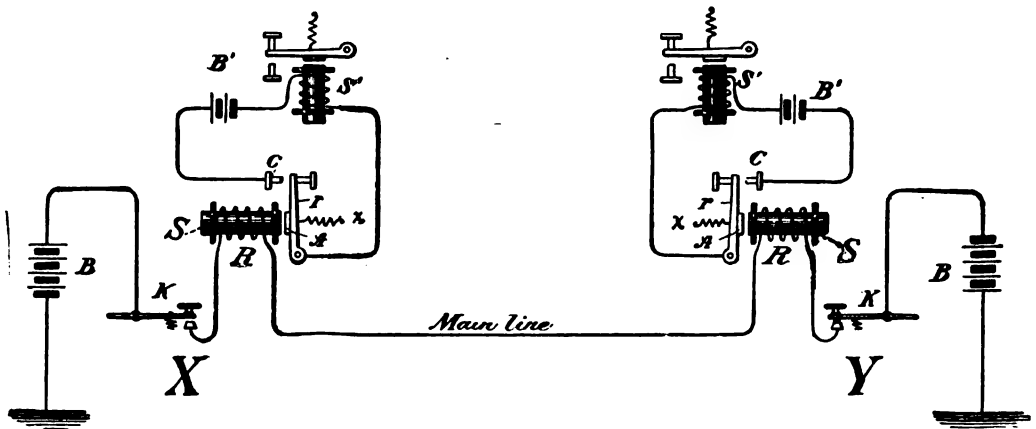 B' S' S' B'
C C
r r
x x
A A
S R R S
B K K B
Main line
X Y